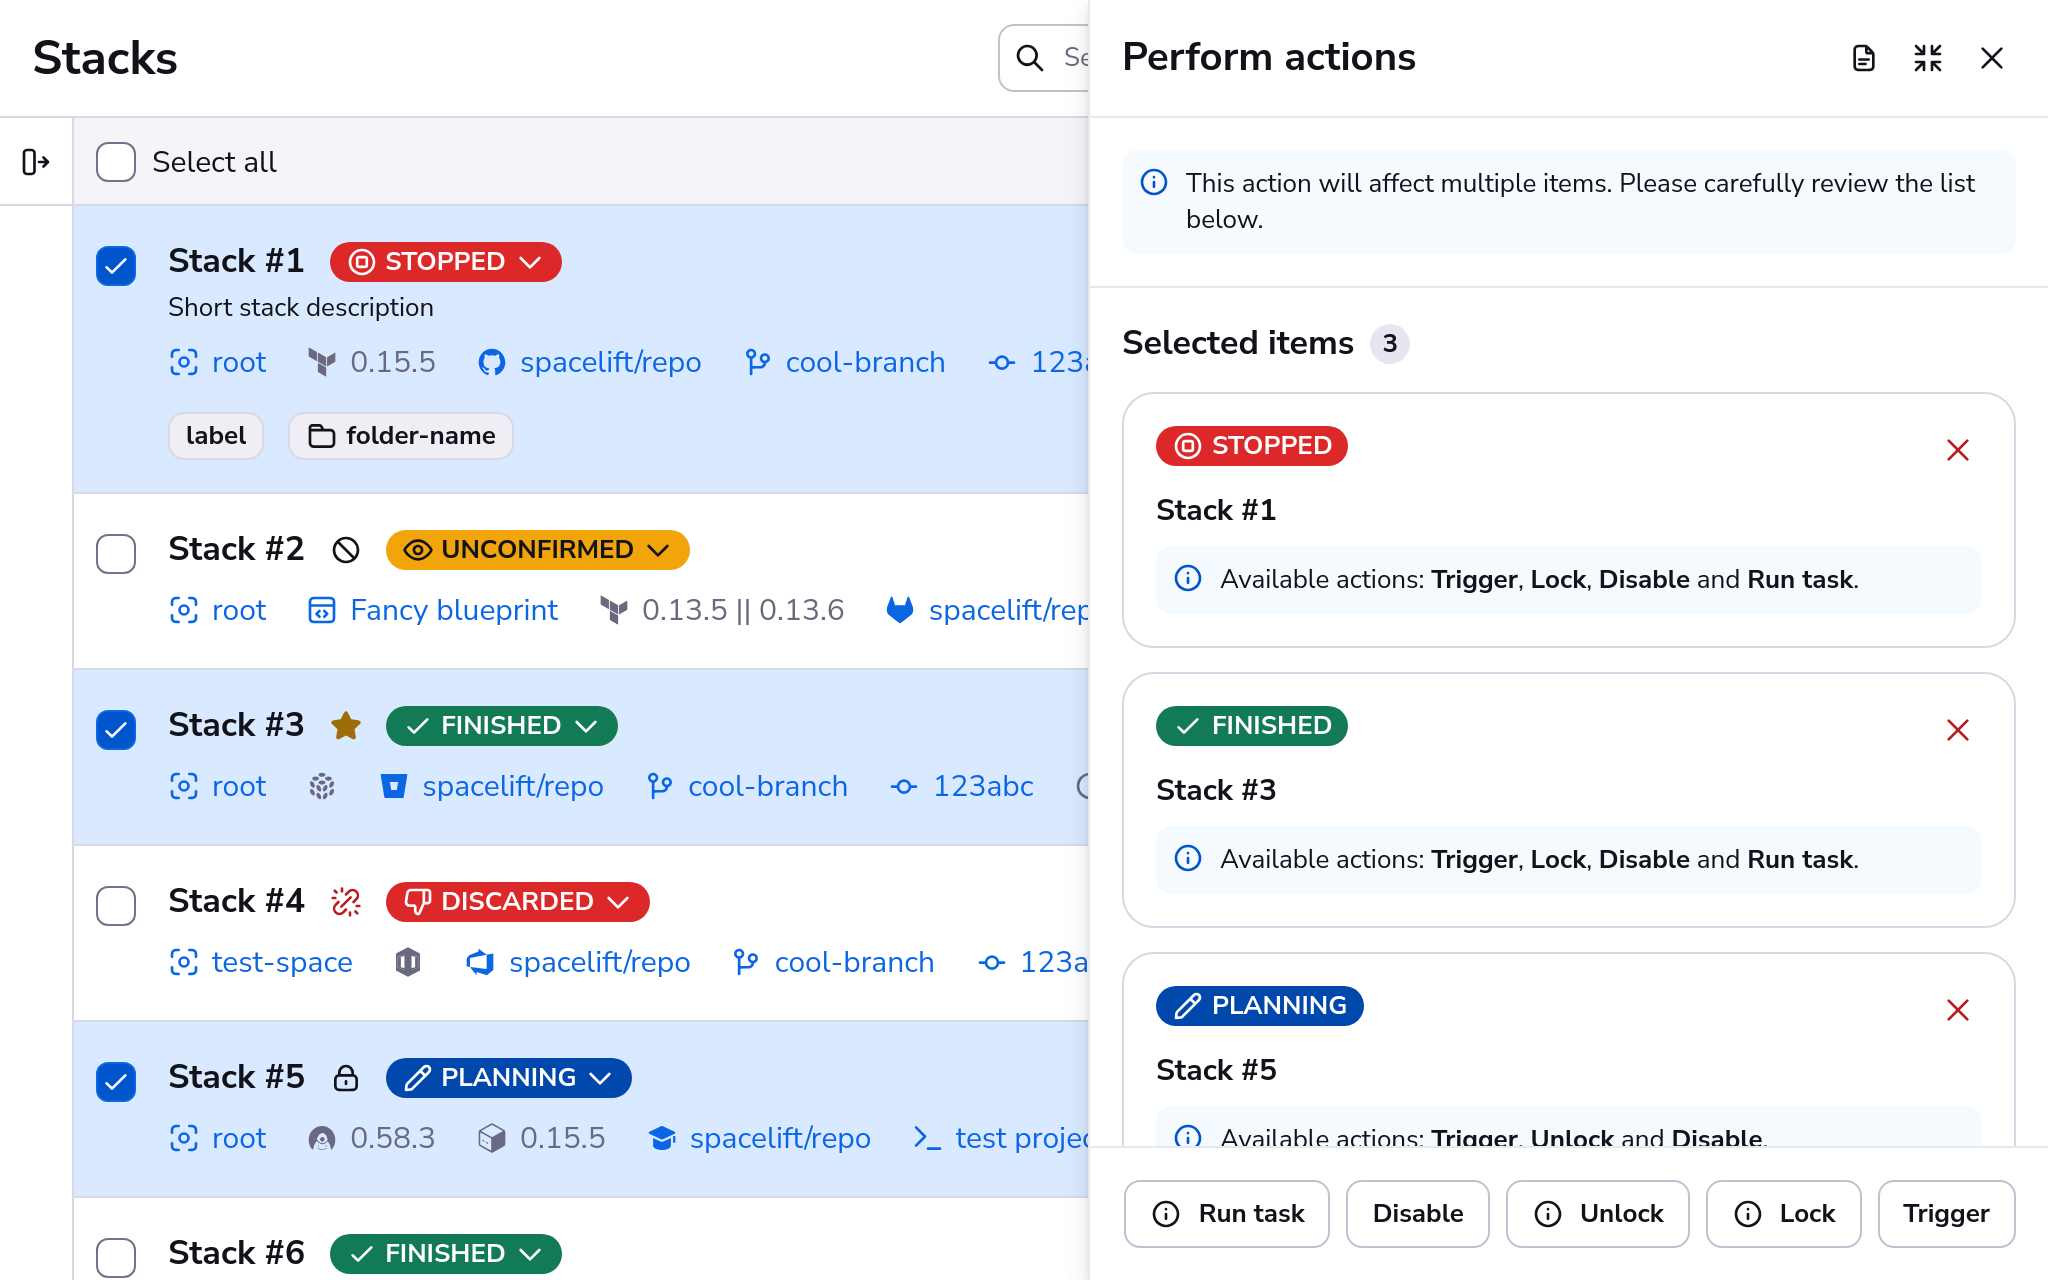 Stacks
Se
Select all
Stack #1 STOPPED
Short stack description
root 0.15.5 spacelift/repo cool-branch 123a
label folder-name
Stack #2 UNCONFIRMED
root Fancy blueprint 0.13.5 || 0.13.6 spacelift/rep
Stack #3 FINISHED
root spacelift/repo cool-branch 123abc
Stack #4 DISCARDED
test-space spacelift/repo cool-branch 123a
Stack #5 PLANNING
root 0.58.3 0.15.5 spacelift/repo test projec
Stack #6 FINISHED
Perform actions
This action will affect multiple items. Please carefully review the list
below.
Selected items 3
STOPPED
Stack #1
Available actions: Trigger, Lock, Disable and Run task.
FINISHED
Stack #3
Available actions: Trigger, Lock, Disable and Run task.
PLANNING
Stack #5
Available actions: Trigger, Unlock and Disable.
Run task Disable Unlock Lock Trigger